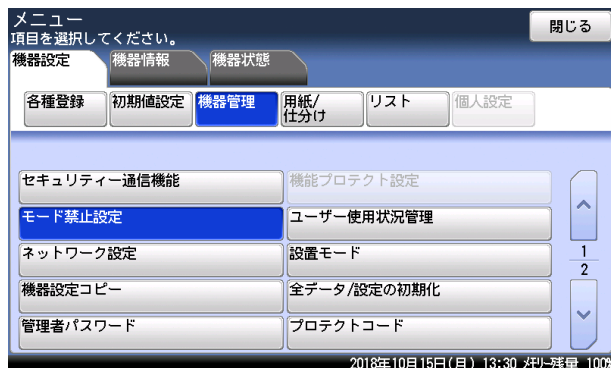 メニュー
閉じる
項目を選択してください。
機器設定
機器情報
機器状態
各種登録
初期値設定
機器管理
用紙/
仕分け
リスト
個人設定
セキュリティー通信機能
機能プロテクト設定
モード禁止設定
ユーザー使用状況管理
ネットワーク設定
設置モード
1
2
機器設定コピー
全データ/設定の初期化
管理者パスワード
プロテクトコード
2018年10月15日(月) 13:30 ﾒﾓﾘｰ残量 100%